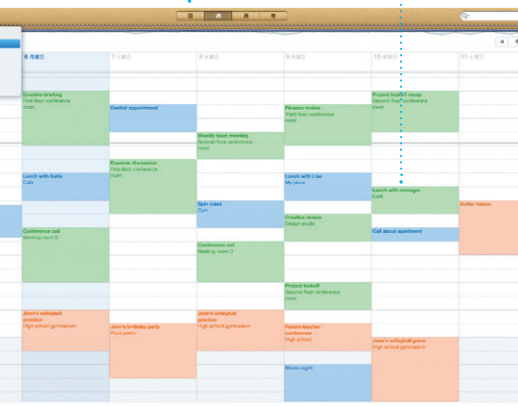 日 週 月 年
6 月曜日
7 火曜日
8 水曜日
9 木曜日
10 金曜日
11 土曜日
Creative briefing
First-floor conference
room
Lunch with Katie
Café
Conference call
Meeting room B
Jenn's volleyball
practice
High school gymnasium
Dentist appointment
Expense discussion
First-floor conference
room
Jenn's birthday party
Pizza parlor
Weekly team meeting
Second-floor conference
room
Spin class
Gym
Conference call
Meeting room D
Jenn's volleyball
practice
High school gymnasium
Finance review
Third-floor conference
room
Lunch with Lisa
My place
Creative review
Design studio
Project kickoff
Second-floor conference
room
Parent-teacher
conference
High school
Movie night
Project kickoff recap
Second-floor conference
room
Lunch with manager
Café
Call about apartment
Jenn's volleyball game
High school gymnasium
Guitar lesson